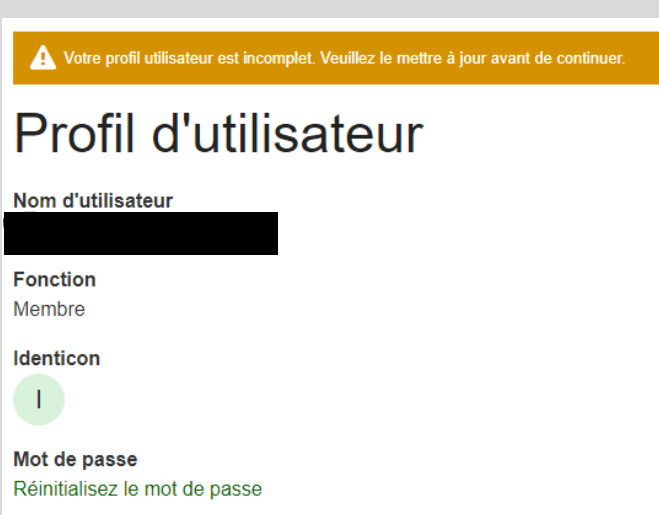 Votre profil utilisateur est incomplet. Veuillez le mettre à jour avant de continuer.
Profil d'utilisateur
Nom d'utilisateur
Fonction
Membre
Identicon
I
Mot de passe
Réinitialisez le mot de passe